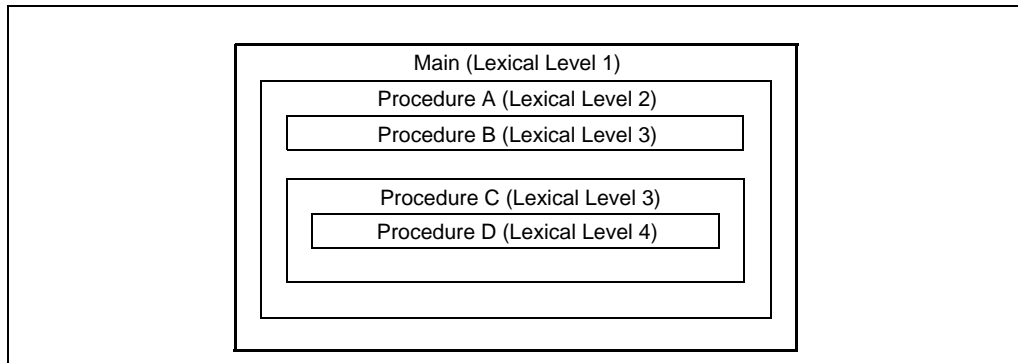 Main (Lexical Level 1)
Procedure A (Lexical Level 2)
Procedure B (Lexical Level 3)
Procedure C (Lexical Level 3)
Procedure D (Lexical Level 4)